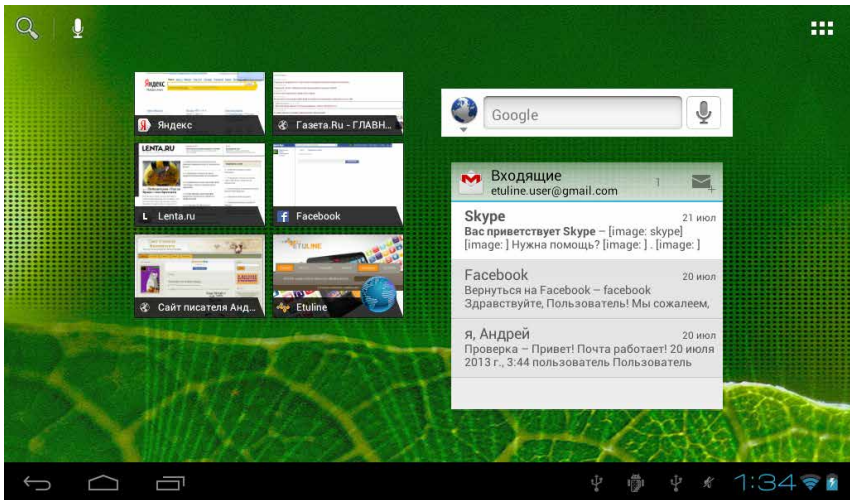 Яндекс
Яндекс
Газета.Ru - ГЛАВН...
LENTA.RU
Lenta.ru
Facebook
ETULINE
Сайт писателя Анд...
Etuline
Google
Входящие
etuline.user@gmail.com
Skype
21 июл
Вас приветствует Skype – [image: skype]
[image: ] Нужна помощь? [image: ] . [image: ]
Facebook
20 июл
Вернуться на Facebook – facebook
Здравствуйте, Пользователь! Мы сожалеем,
я, Андрей
20 июл
Проверка – Привет! Почта работает! 20 июля
2013 г., 3:44 пользователь Пользователь
1:34